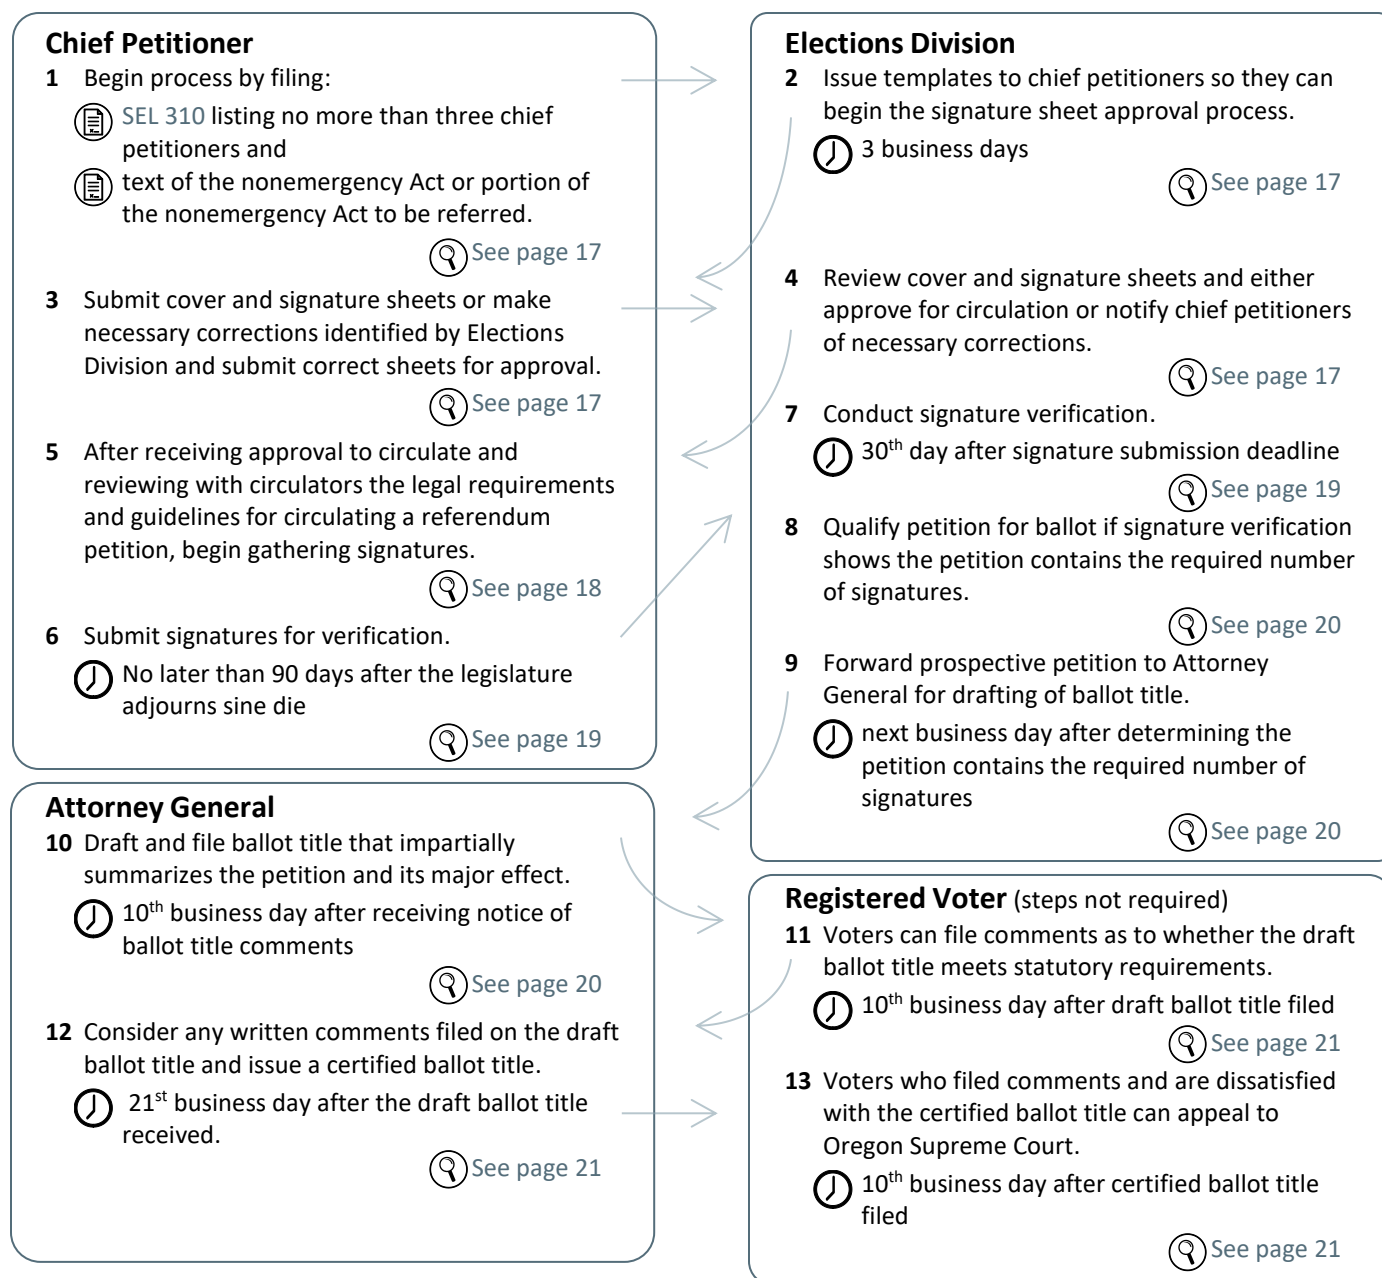 Chief Petitioner
1 Begin process by filing:
SEL 310 listing no more than three chief
petitioners and
text of the nonemergency Act or portion of
the nonemergency Act to be referred.
See page 17
3 Submit cover and signature sheets or make
necessary corrections identified by Elections
Division and submit correct sheets for approval.
See page 17
5 After receiving approval to circulate and
reviewing with circulators the legal requirements
and guidelines for circulating a referendum
petition, begin gathering signatures.
See page 18
6 Submit signatures for verification.
No later than 90 days after the legislature
adjourns sine die
See page 19
Elections Division
2 Issue templates to chief petitioners so they can
begin the signature sheet approval process.
3 business days
See page 17
4 Review cover and signature sheets and either
approve for circulation or notify chief petitioners
of necessary corrections.
See page 17
7 Conduct signature verification.
30th day after signature submission deadline
See page 19
8 Qualify petition for ballot if signature verification
shows the petition contains the required number
of signatures.
See page 20
9 Forward prospective petition to Attorney
General for drafting of ballot title.
next business day after determining the
petition contains the required number of
signatures
See page 20
Attorney General
10 Draft and file ballot title that impartially
summarizes the petition and its major effect.
10th business day after receiving notice of
ballot title comments
See page 20
12 Consider any written comments filed on the draft
ballot title and issue a certified ballot title.
21st business day after the draft ballot title
received.
See page 21
Registered Voter (steps not required)
11 Voters can file comments as to whether the draft
ballot title meets statutory requirements.
10th business day after draft ballot title filed
See page 21
13 Voters who filed comments and are dissatisfied
with the certified ballot title can appeal to
Oregon Supreme Court.
10th business day after certified ballot title
filed
See page 21